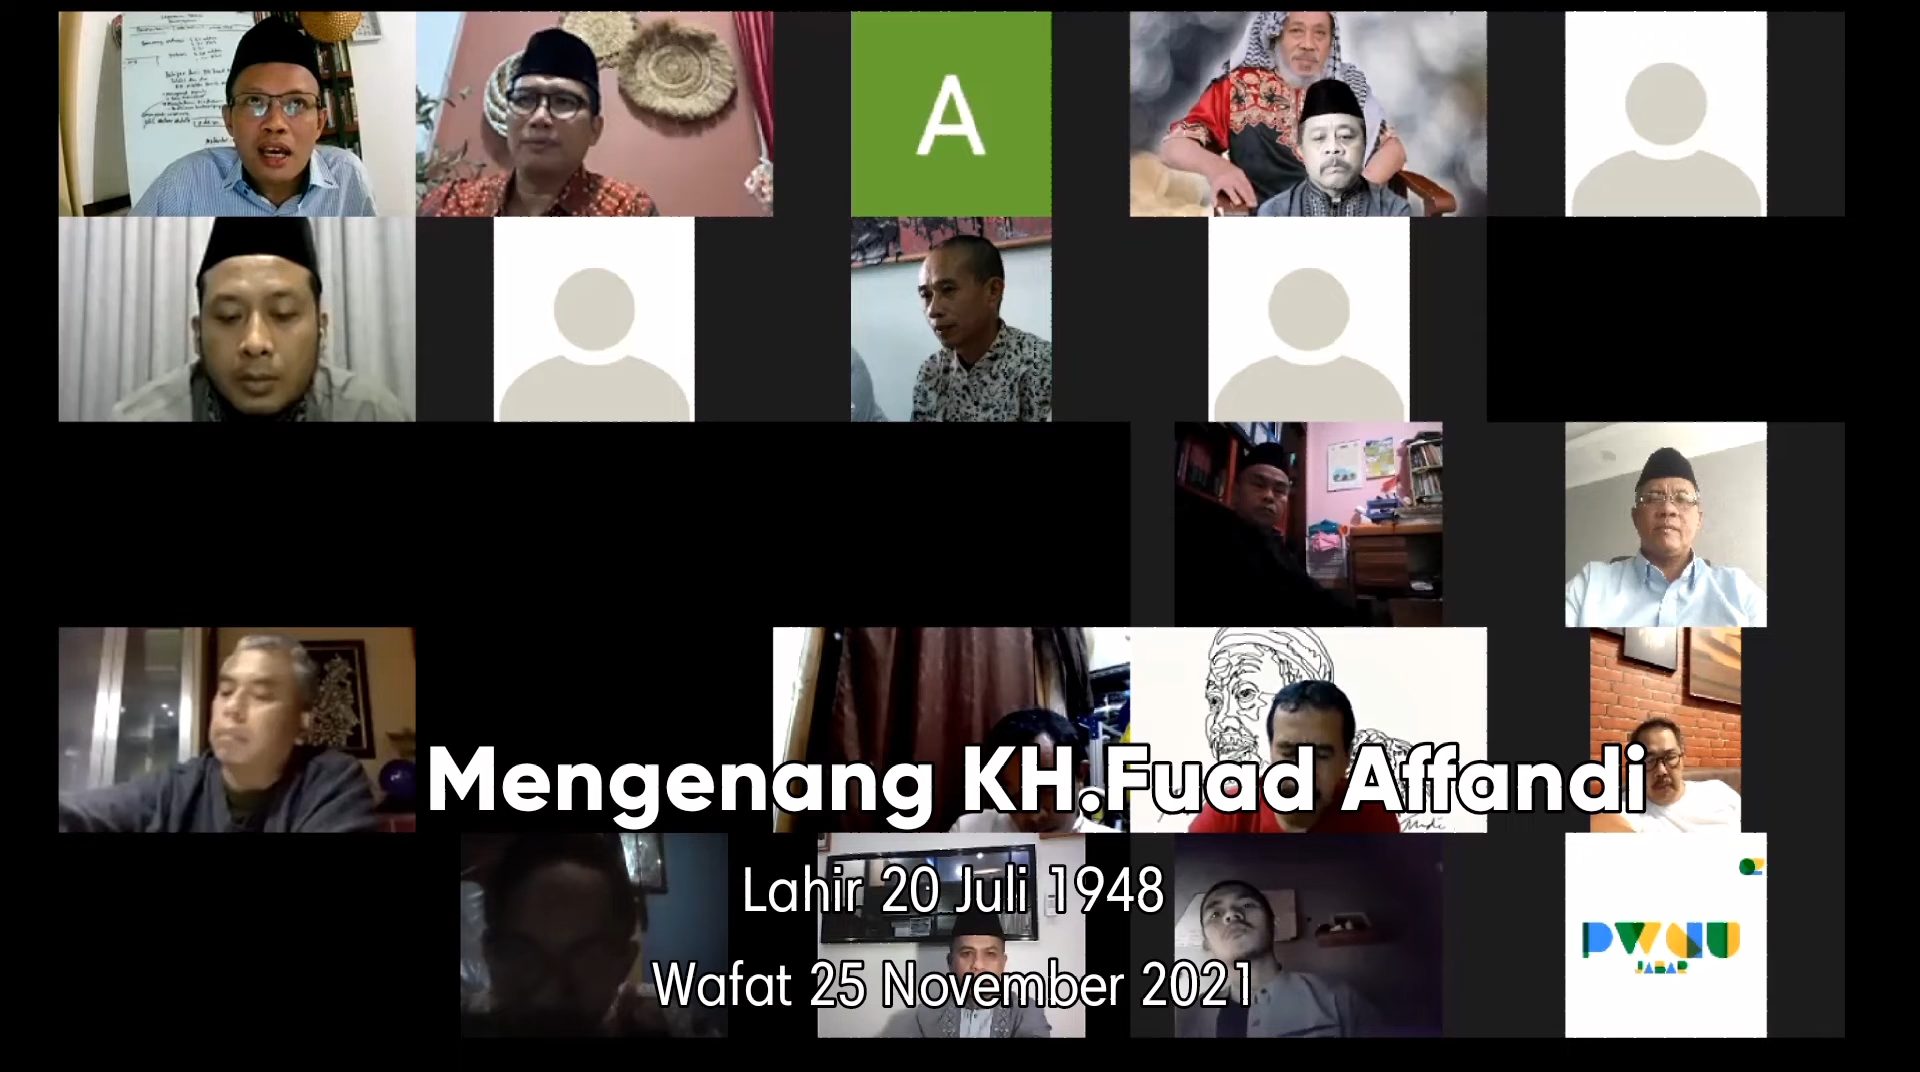 A
Mengenang KH.Fuad Affandi
Lahir 20 Juli 1948
Wafat 25 November 2021
PWNU
JABAR